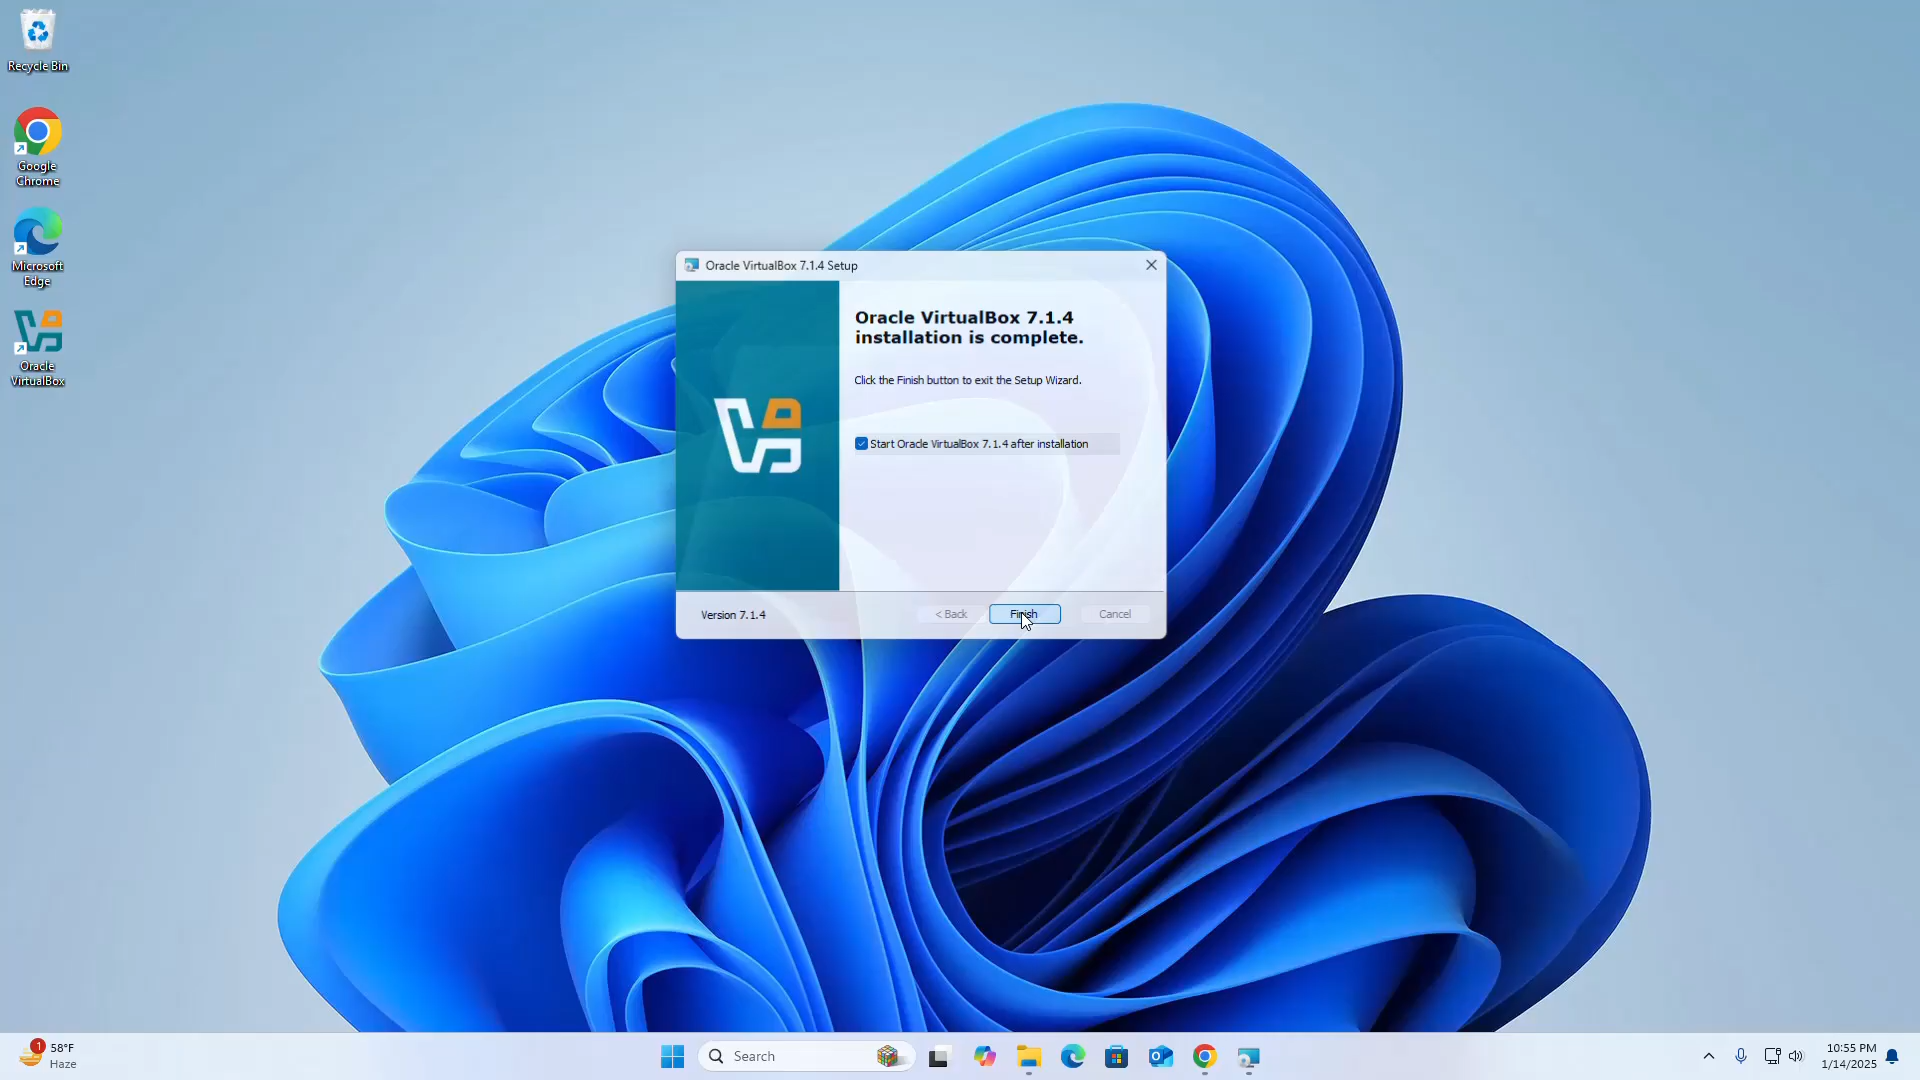 Recycle Bin
Google
Chrome
Microsoft
Edge
Oracle
VirtualBox
Oracle VirtualBox 7.1.4 Setup
Oracle VirtualBox 7.1.4
installation is complete.
Click the Finish button to exit the Setup Wizard.
Start Oracle VirtualBox 7.1.4 after installation
Version 7.1.4
< Back
Finish
Cancel
1
58°F
Haze
Search
10:55 PM
1/14/2025